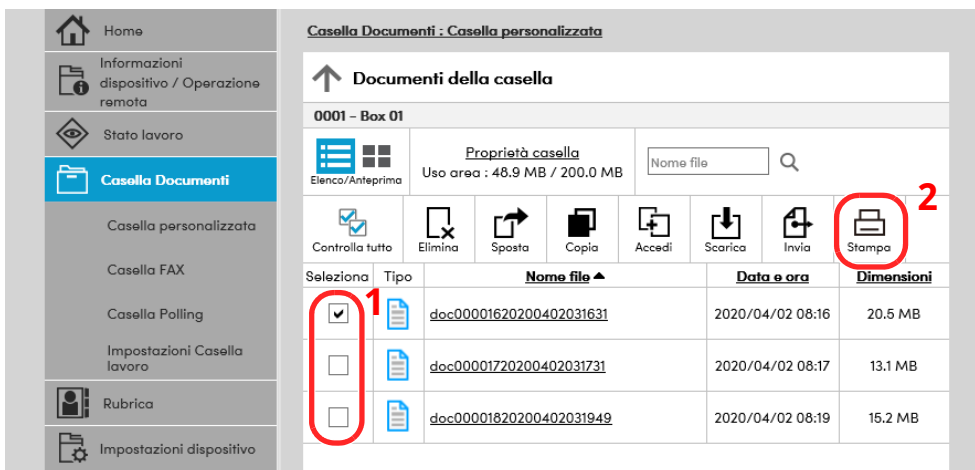 Home
Informazioni
dispositivo / Operazione
remota
Stato lavoro
Casella Documenti
Casella personalizzata
Casella FAX
Casella Polling
Impostazioni Casella
lavoro
Rubrica
Impostazioni dispositivo
Casella Documenti : Casella personalizzata
Documenti della casella
0001 - Box 01
Elenco/Anteprima
Proprietà casella
Uso area : 48.9 MB / 200.0 MB
Nome file
2
Controlla tutto Elimina Sposta Copia Accedi Scarica Invia Stampa
Seleziona Tipo Nome file Data e ora Dimensioni
1
doc00001620200402031631 2020/04/02 08:16 20.5 MB
doc00001720200402031731 2020/04/02 08:17 13.1 MB
doc00001820200402031949 2020/04/02 08:19 15.2 MB